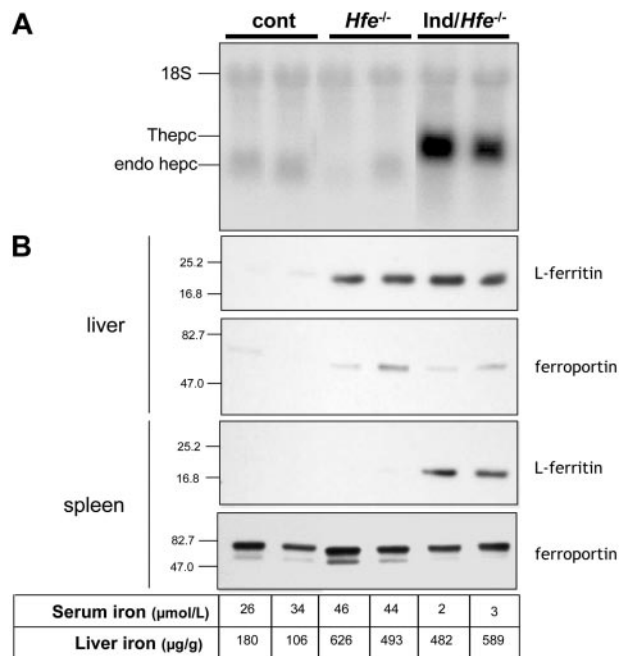 A
cont Hfe-/- Ind/Hfe-/-
18S
Thepc
endo hepc
B
liver
25.2
16.8
L-ferritin
82.7
47.0
ferroportin
spleen
25.2
16.8
L-ferritin
82.7
47.0
ferroportin
Serum iron (µmol/L) 26 34 46 44 2 3
Liver iron (µg/g) 180 106 626 493 482 589